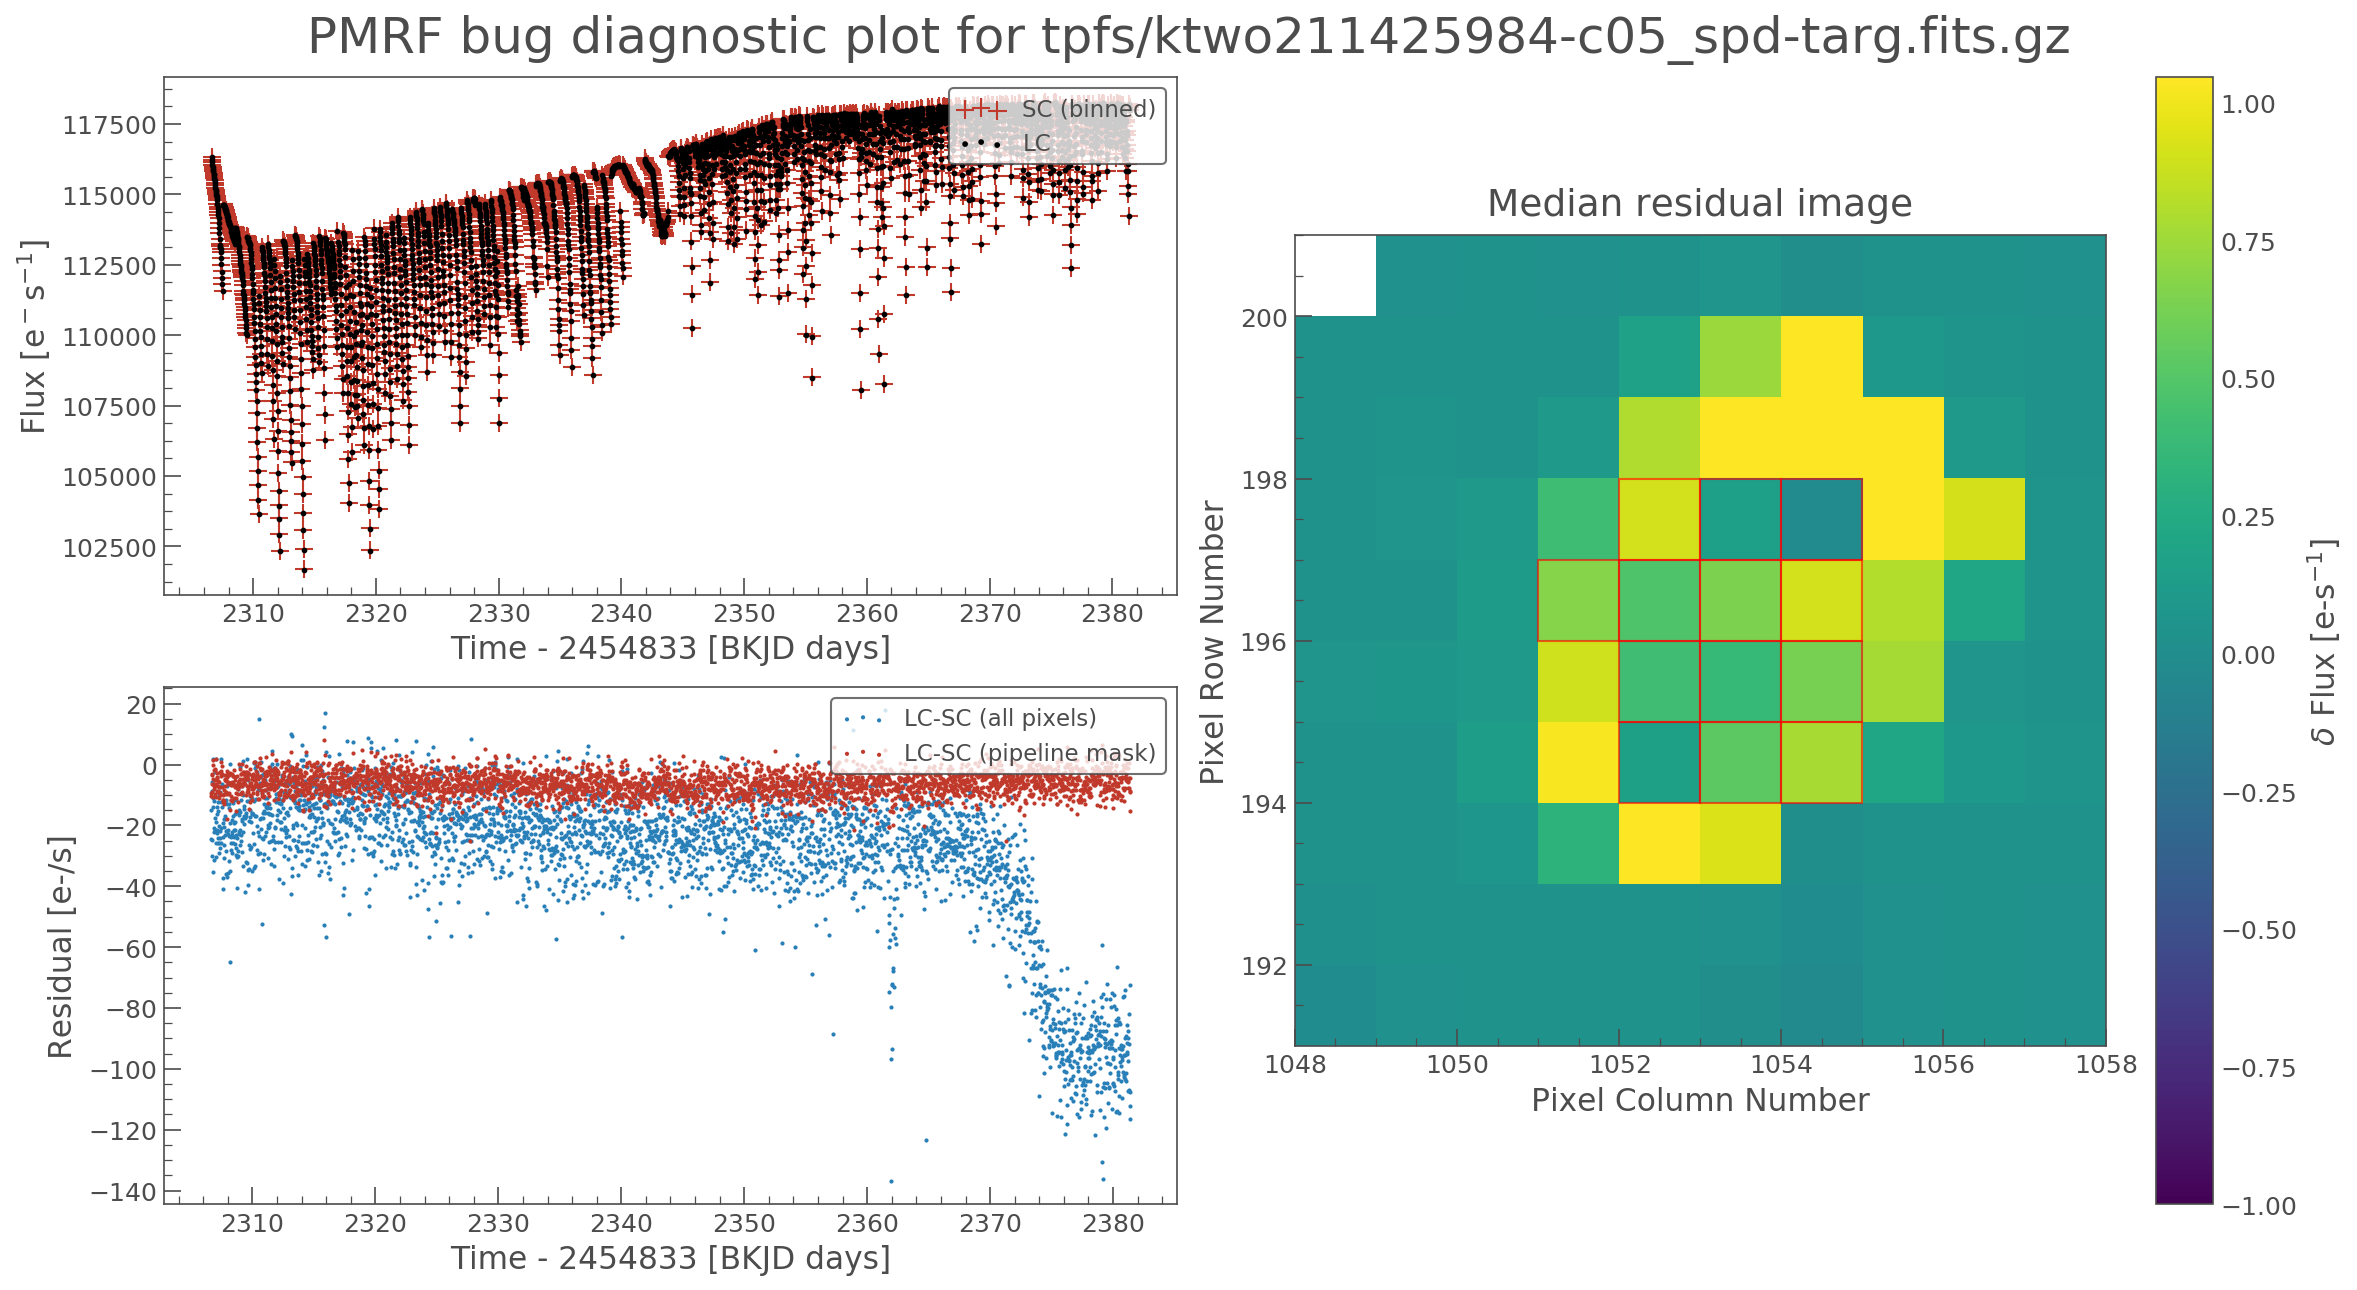 PMRF bug diagnostic plot for tpfs/ktwo211425984-c05_spd-targ.fits.gz
Flux [e⁻ s⁻¹]
117500
115000
112500
110000
107500
105000
102500
SC (binned)
LC
2310 2320 2330 2340 2350 2360 2370 2380
Time - 2454833 [BKJD days]
Residual [e-/s]
20
0
−20
−40
−60
−80
−100
−120
−140
LC-SC (all pixels)
LC-SC (pipeline mask)
2310 2320 2330 2340 2350 2360 2370 2380
Time - 2454833 [BKJD days]
Median residual image
Pixel Row Number
200
198
196
194
192
1048 1050 1052 1054 1056 1058
Pixel Column Number
1.00
0.75
0.50
0.25
0.00
−0.25
−0.50
−0.75
−1.00
δ Flux [e-s⁻¹]